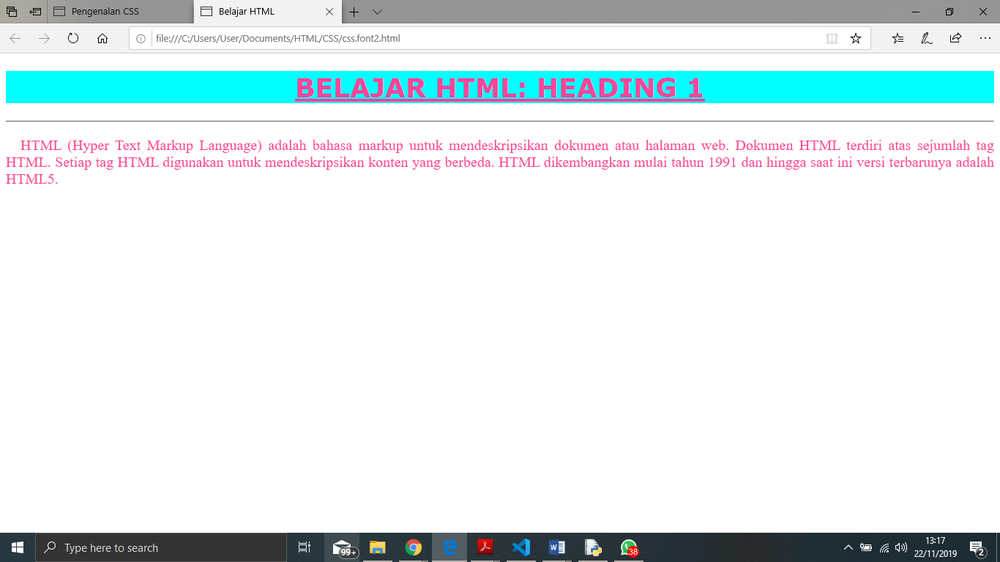 Pengenalan CSS
Belajar HTML
file:///C:/Users/User/Documents/HTML/CSS/css.font2.html
BELAJAR HTML: HEADING 1
HTML (Hyper Text Markup Language) adalah bahasa markup untuk mendeskripsikan dokumen atau halaman web. Dokumen HTML terdiri atas sejumlah tag
HTML. Setiap tag HTML digunakan untuk mendeskripsikan konten yang berbeda. HTML dikembangkan mulai tahun 1991 dan hingga saat ini versi terbarunya adalah
HTML5.
Type here to search
99+
38
13:17
22/11/2019
2